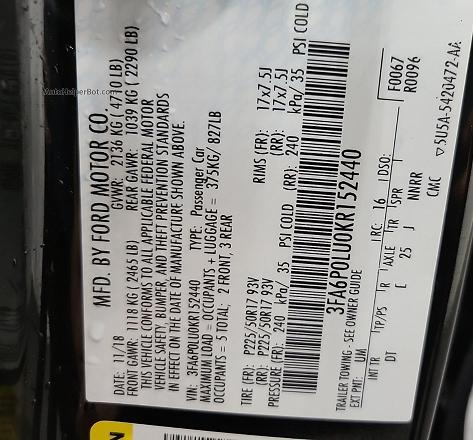 AutoHelperBot.com
MFD. BY FORD MOTOR CO.
DATE: 11/18 GVWR: 2136 KG ( 4710 LB)
FRONT GAWR: 1118 KG ( 2465 LB) REAR GAWR: 1039 KG ( 2290 LB)
THIS VEHICLE CONFORMS TO ALL APPLICABLE FEDERAL MOTOR
VEHICLE SAFETY, BUMPER, AND THEFT PREVENTION STANDARDS
IN EFFECT ON THE DATE OF MANUFACTURE SHOWN ABOVE.
VIN: 3FA6P0LU0KR152440 TYPE: Passenger Car
MAXIMUM LOAD = OCCUPANTS + LUGGAGE = 375KG/ 827LB
OCCUPANTS = 5 TOTAL; 2 FRONT, 3 REAR
TIRE (FR): P225/50R17 93V RIMS (FR): 17x7.5J
(RR): P225/50R17 93V (RR): 17x7.5J
PRESSURE (FR): 240 kPa/ 35 PSI COLD (RR): 240 kPa/ 35 PSI COLD
3FA6P0LU0KR152440
TRAILER TOWING - SEE OWNER GUIDE
F0067
R0096
EXT PNT: UM RC: 16 DSO:
INT TR TP/PS R AXLE TR SPR
DT E 25 J I NNRR
CMC
5U5A-5420472-AA
N